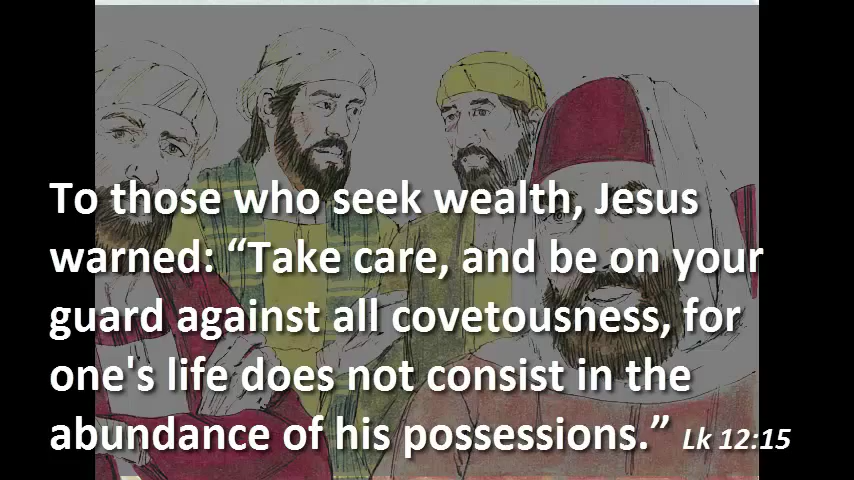 To those who seek wealth, Jesus
warned: “Take care, and be on your
guard against all covetousness, for
one's life does not consist in the
abundance of his possessions.” Lk 12:15